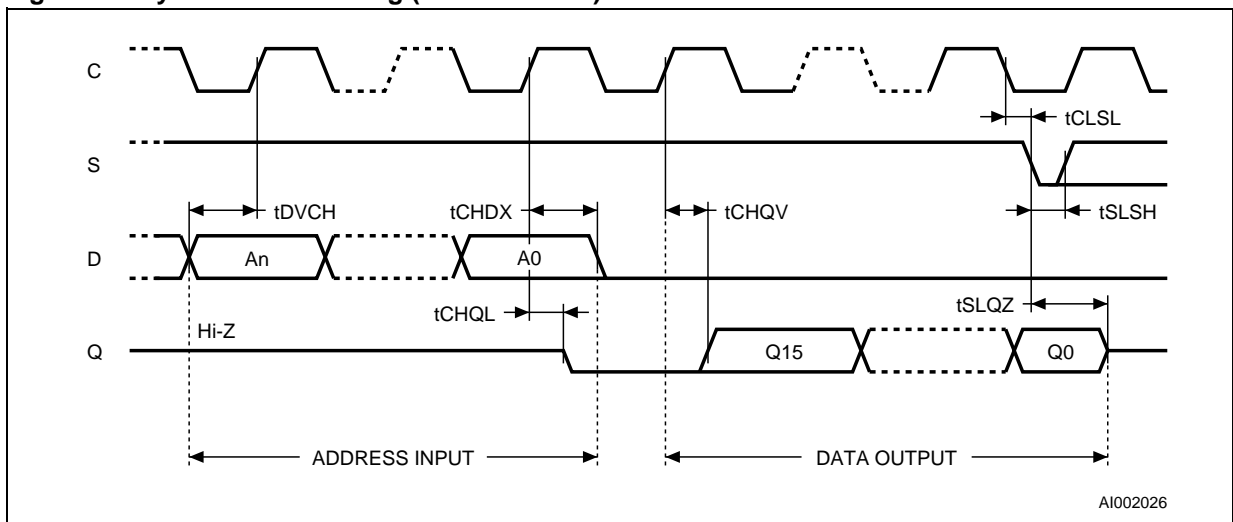 C
tCLSL
S
tDVCH
tCHDX
tCHQV
tSLSH
D
An
A0
tCHQL
tSLQZ
Hi-Z
Q
Q15
Q0
ADDRESS INPUT
DATA OUTPUT
AI002026